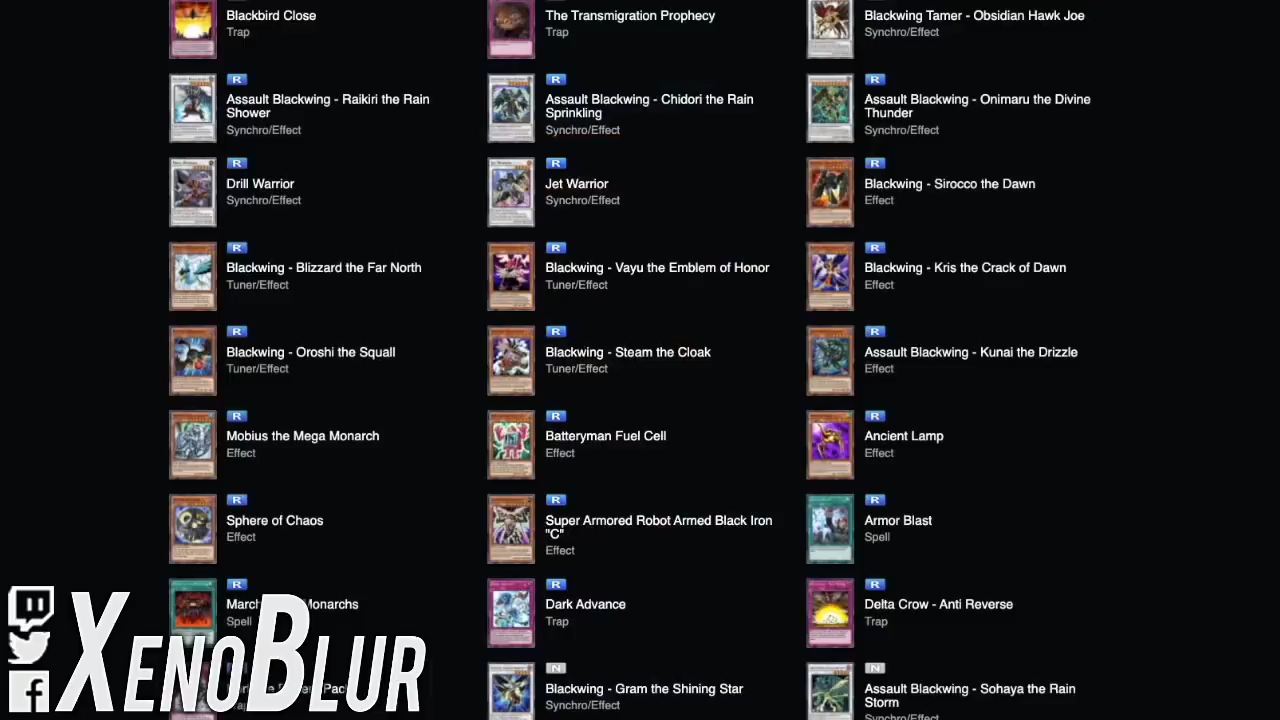 Blackbird Close
Trap
The Transmigration Prophecy
Trap
Blackwing Tamer - Obsidian Hawk Joe
Synchro/Effect
R
Assault Blackwing - Raikiri the Rain
Shower
Synchro/Effect
R
Assault Blackwing - Chidori the Rain
Sprinkling
Synchro/Effect
R
Assault Blackwing - Onimaru the Divine
Thunder
Synchro/Effect
R
Drill Warrior
Synchro/Effect
R
Jet Warrior
Synchro/Effect
R
Blackwing - Sirocco the Dawn
Effect
R
Blackwing - Blizzard the Far North
Tuner/Effect
R
Blackwing - Vayu the Emblem of Honor
Tuner/Effect
R
Blackwing - Kris the Crack of Dawn
Effect
R
Blackwing - Oroshi the Squall
Tuner/Effect
R
Blackwing - Steam the Cloak
Tuner/Effect
R
Assault Blackwing - Kunai the Drizzle
Effect
R
Mobius the Mega Monarch
Effect
R
Batteryman Fuel Cell
Effect
R
Ancient Lamp
Effect
R
Sphere of Chaos
Effect
R
Super Armored Robot Armed Black Iron
"C"
Effect
R
Armor Blast
Spell
R
March Monarchs
Spell
R
Dark Advance
Trap
R
Delta Crow - Anti Reverse
Trap
N
Blackwing - Gram the Shining Star
Synchro/Effect
N
Assault Blackwing - Sohaya the Rain
Storm
Synchro/Effect
XENOBLUR